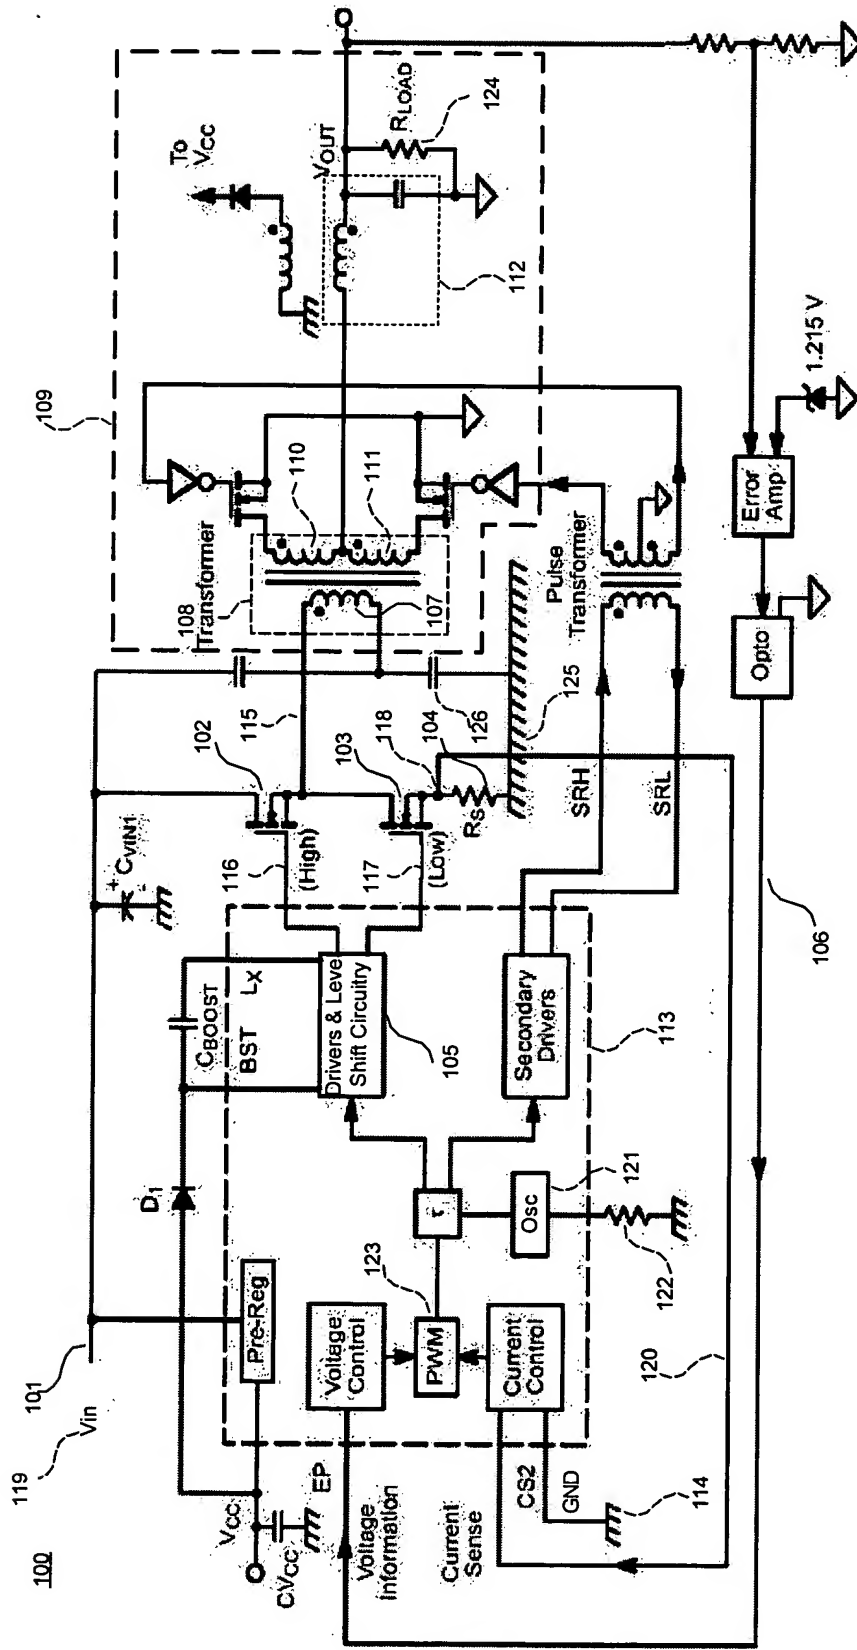 100
119
Vin
101
VCC
CVCC
Pre-Reg
D1
CBOOST
BST
LX
+
CVIN1
-
EP
Voltage
Information
Voltage
Control
123
PWM
Current
Control
Current
Sense
CS2
GND
114
τ
Osc
121
122
Drivers & Level
Shift Circuitry
105
Secondary
Drivers
113
116
(High)
102
117
(Low)
103
115
118
104
RS
126
125
SRH
SRL
Pulse
Transformer
108
Transformer
107
109
110
111
To
VCC
VOUT
112
RLOAD
124
120
106
Opto
Error
Amp
1.215 V